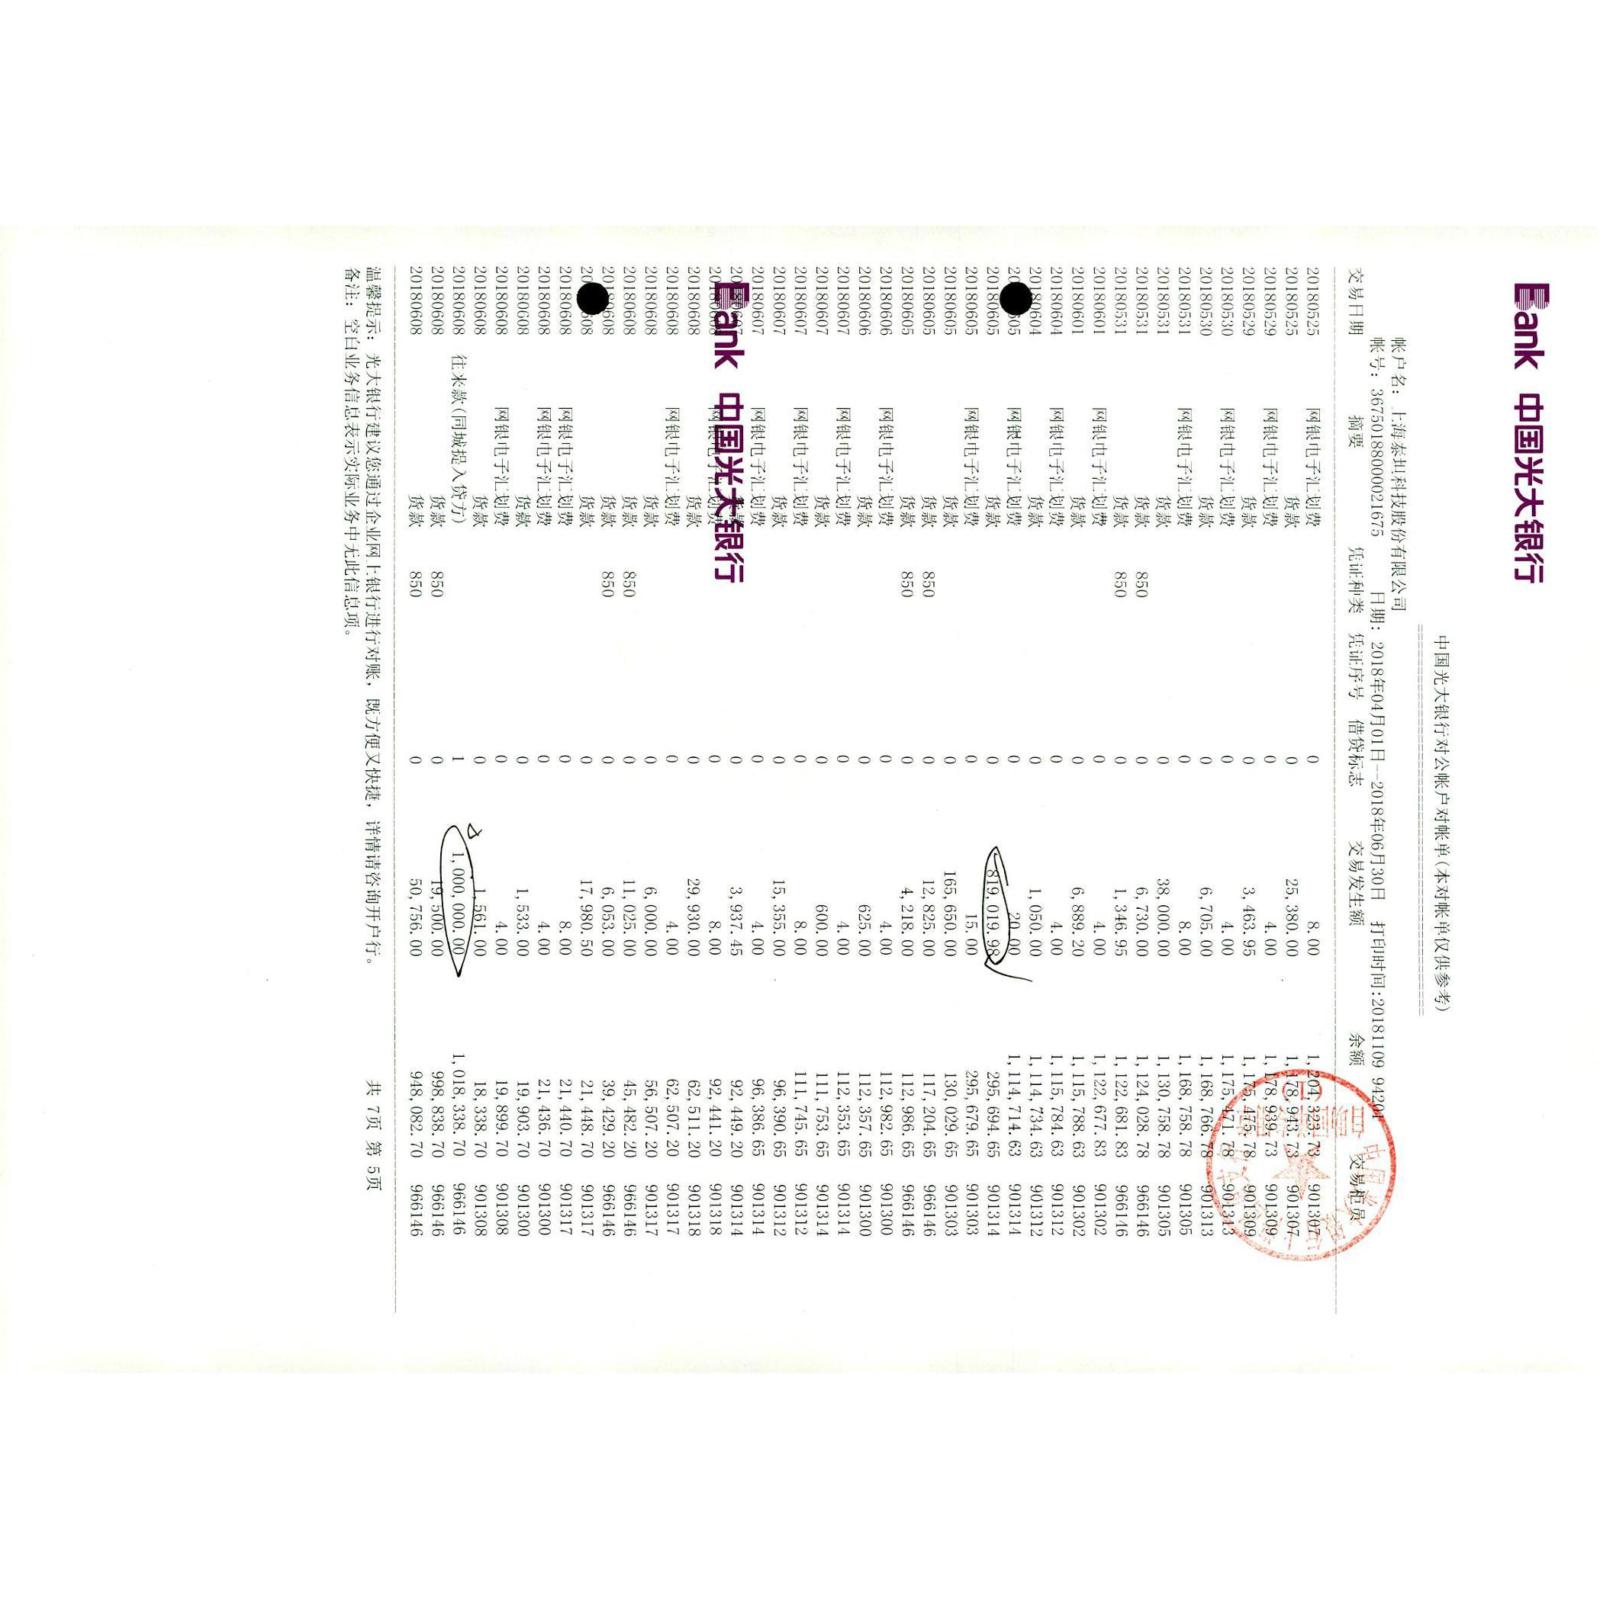 Bank 中国光大银行
中国光大银行对公帐户对帐单(本对帐单仅供参考)
帐户名: 上海泰坦科技股份有限公司
帐号: 36750188000021675 日期: 2018年04月01日--2018年06月30日 打印时间:20181109 94201
交易日期 摘要 凭证种类 凭证序号 借贷标志 交易发生额 余额 交易柜员
20180525 网银电子汇划费 0 8.00 1,204,323.73 901307
20180525 货款 0 25,380.00 1,178,943.73 901307
20180529 网银电子汇划费 0 4.00 1,178,939.73 901309
20180529 货款 0 3,463.95 1,175,475.78 901309
20180530 网银电子汇划费 0 4.00 1,175,471.78 901313
20180530 货款 0 6,705.00 1,168,766.78 901313
20180531 网银电子汇划费 0 8.00 1,168,758.78 901305
20180531 货款 0 38,000.00 1,130,758.78 901305
20180531 货款 850 0 6,730.00 1,124,028.78 966146
20180531 货款 850 0 1,346.95 1,122,681.83 966146
20180601 网银电子汇划费 0 4.00 1,122,677.83 901302
20180601 货款 0 6,889.20 1,115,788.63 901302
20180604 网银电子汇划费 0 4.00 1,115,784.63 901312
20180604 货款 0 1,050.00 1,114,734.63 901312
20180605 网银电子汇划费 0 20.00 1,114,714.63 901314
20180605 货款 0 819,019.98 295,694.65 901314
20180605 网银电子汇划费 0 15.00 295,679.65 901303
20180605 货款 0 165,650.00 130,029.65 901303
20180605 货款 850 0 12,825.00 117,204.65 966146
20180605 货款 850 0 4,218.00 112,986.65 966146
20180606 网银电子汇划费 0 4.00 112,982.65 901300
20180606 货款 0 625.00 112,357.65 901300
20180607 网银电子汇划费 0 4.00 112,353.65 901314
20180607 货款 0 600.00 111,753.65 901314
20180607 网银电子汇划费 0 8.00 111,745.65 901312
20180607 货款 0 15,355.00 96,390.65 901312
20180607 网银电子汇划费 0 4.00 96,386.65 901314
20180607 货款 0 3,937.45 92,449.20 901314
Bank 中国光大银行
20180608 网银电子汇划费 0 8.00 92,441.20 901318
20180608 货款 0 29,930.00 62,511.20 901318
20180608 网银电子汇划费 0 4.00 62,507.20 901317
20180608 货款 0 6,000.00 56,507.20 901317
20180608 货款 850 0 11,025.00 45,482.20 966146
20180608 货款 850 0 6,053.00 39,429.20 966146
20180608 货款 0 17,980.50 21,448.70 901317
20180608 网银电子汇划费 0 8.00 21,440.70 901317
20180608 网银电子汇划费 0 4.00 21,436.70 901300
20180608 货款 0 1,533.00 19,903.70 901300
20180608 网银电子汇划费 0 4.00 19,899.70 901308
20180608 货款 0 1,561.00 18,338.70 901308
20180608 往来款(同城提入贷方) 1 1,000,000.00 1,018,338.70 966146
20180608 货款 850 0 19,500.00 998,838.70 966146
20180608 货款 850 0 50,756.00 948,082.70 966146
温馨提示: 光大银行建议您通过企业网上银行进行对账, 既方便又快捷, 详情请咨询开户行。 共 7页 第 5页
备注: 空白业务信息表示实际业务中无此信息项。